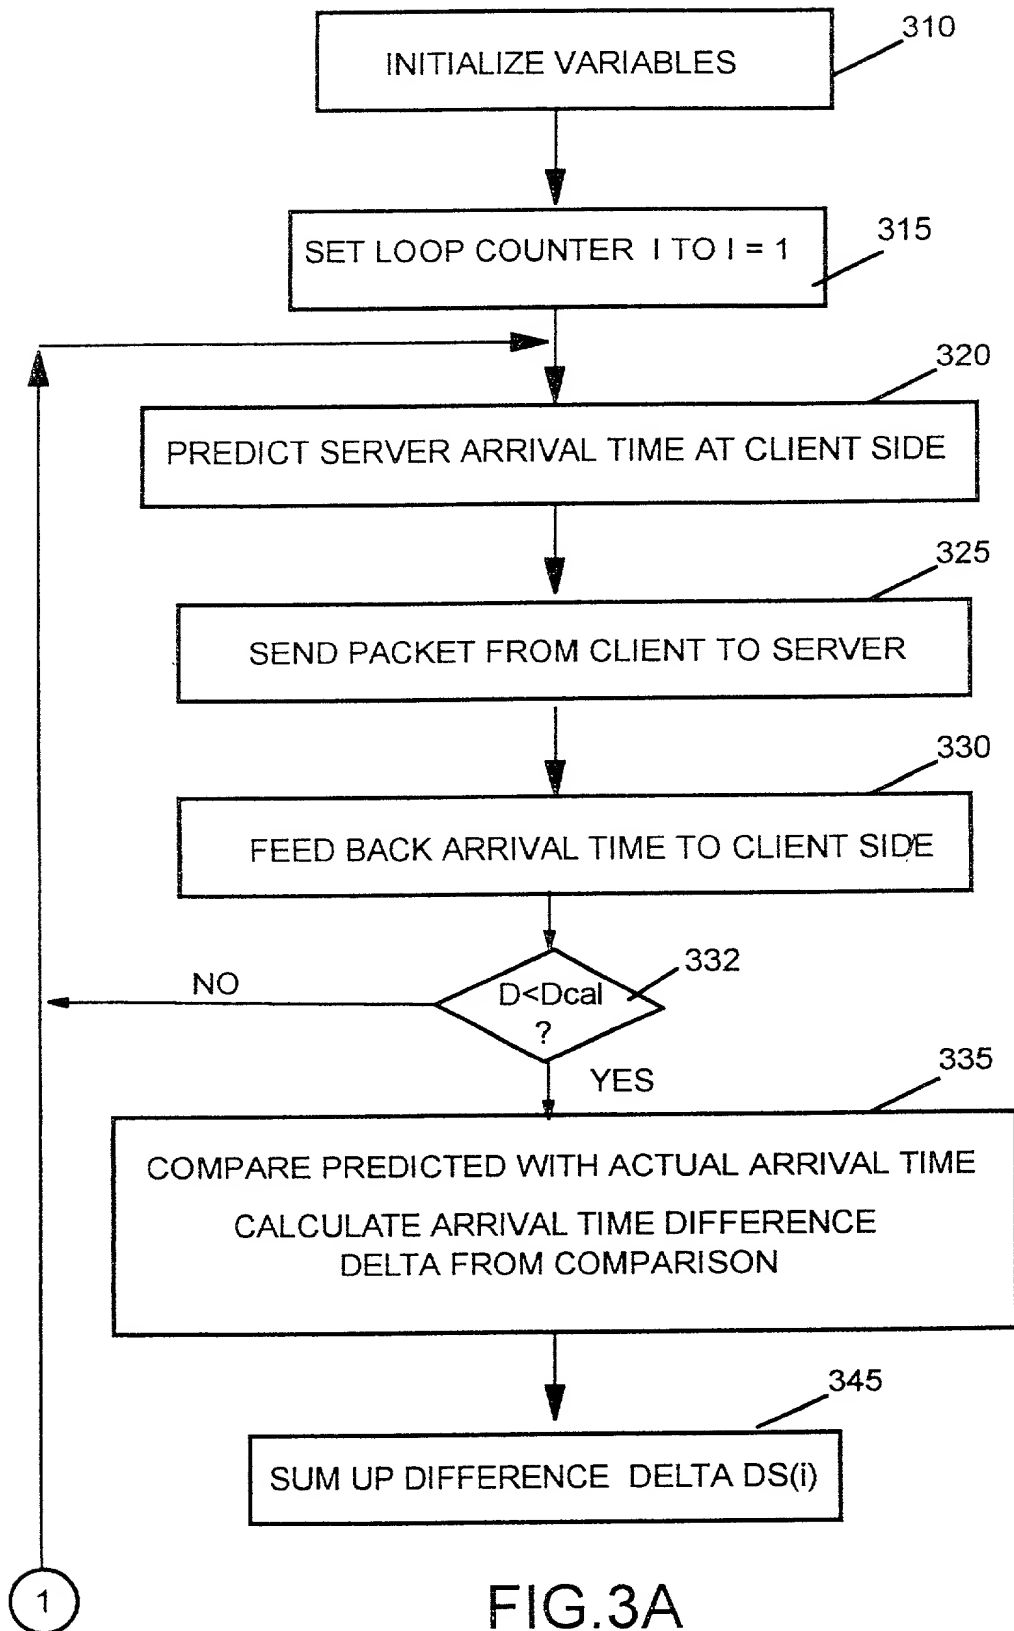 310
INITIALIZE VARIABLES
315
SET LOOP COUNTER I TO I = 1
320
PREDICT SERVER ARRIVAL TIME AT CLIENT SIDE
325
SEND PACKET FROM CLIENT TO SERVER
330
FEED BACK ARRIVAL TIME TO CLIENT SIDE
332
NO
D<Dcal
?
YES
335
COMPARE PREDICTED WITH ACTUAL ARRIVAL TIME
CALCULATE ARRIVAL TIME DIFFERENCE
DELTA FROM COMPARISON
345
SUM UP DIFFERENCE DELTA DS(i)
1
FIG.3A